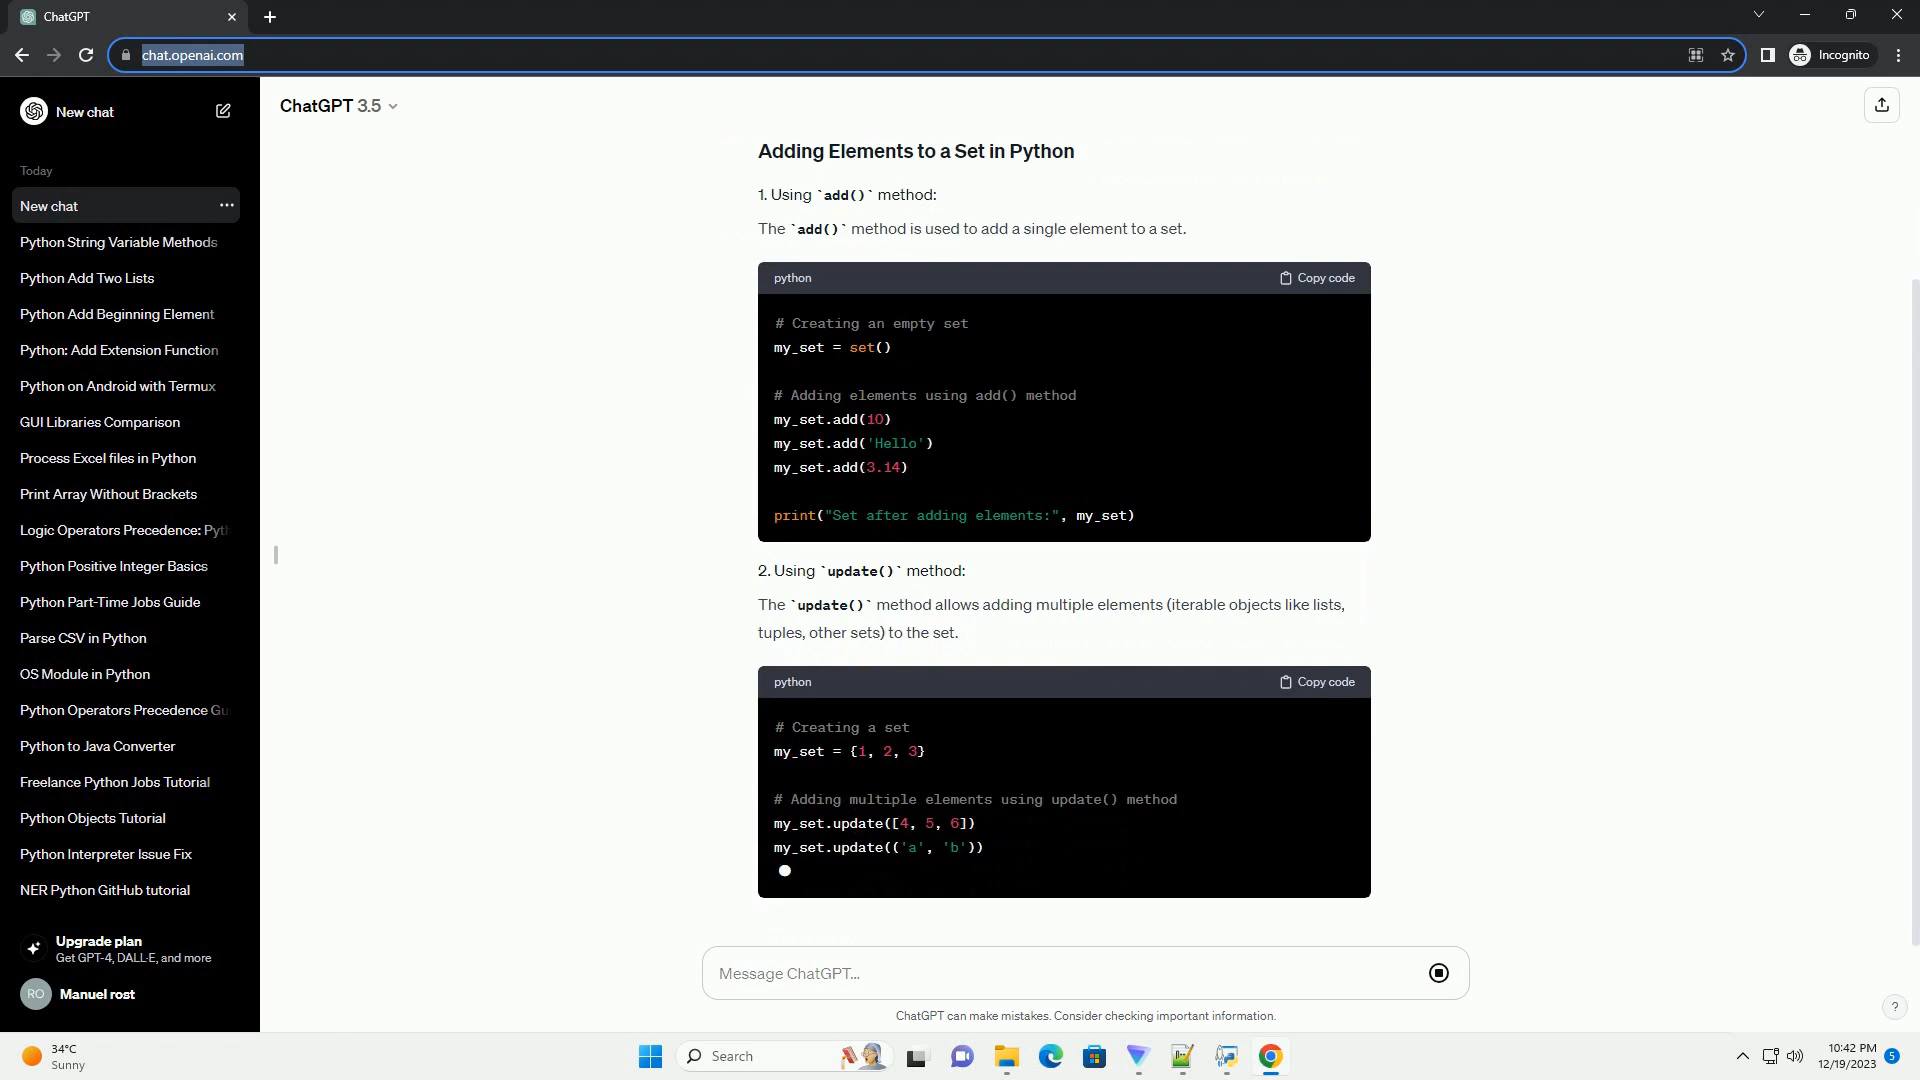 ChatGPT
chat.openai.com
Incognito
New chat
ChatGPT 3.5
Today
New chat
Python String Variable Methods
Python Add Two Lists
Python Add Beginning Element
Python: Add Extension Function
Python on Android with Termux
GUI Libraries Comparison
Process Excel files in Python
Print Array Without Brackets
Logic Operators Precedence: Pyth
Python Positive Integer Basics
Python Part-Time Jobs Guide
Parse CSV in Python
OS Module in Python
Python Operators Precedence Gu
Python to Java Converter
Freelance Python Jobs Tutorial
Python Objects Tutorial
Python Interpreter Issue Fix
NER Python GitHub tutorial
Upgrade plan
Get GPT-4, DALL·E, and more
RO Manuel rost
Adding Elements to a Set in Python
1. Using `add()` method:
The `add()` method is used to add a single element to a set.
python Copy code
# Creating an empty set
my_set = set()
# Adding elements using add() method
my_set.add(10)
my_set.add('Hello')
my_set.add(3.14)
print("Set after adding elements:", my_set)
2. Using `update()` method:
The `update()` method allows adding multiple elements (iterable objects like lists,
tuples, other sets) to the set.
python Copy code
# Creating a set
my_set = {1, 2, 3}
# Adding multiple elements using update() method
my_set.update([4, 5, 6])
my_set.update(('a', 'b'))
Message ChatGPT...
ChatGPT can make mistakes. Consider checking important information.
?
34°C
Sunny
Search
10:42 PM
12/19/2023
5